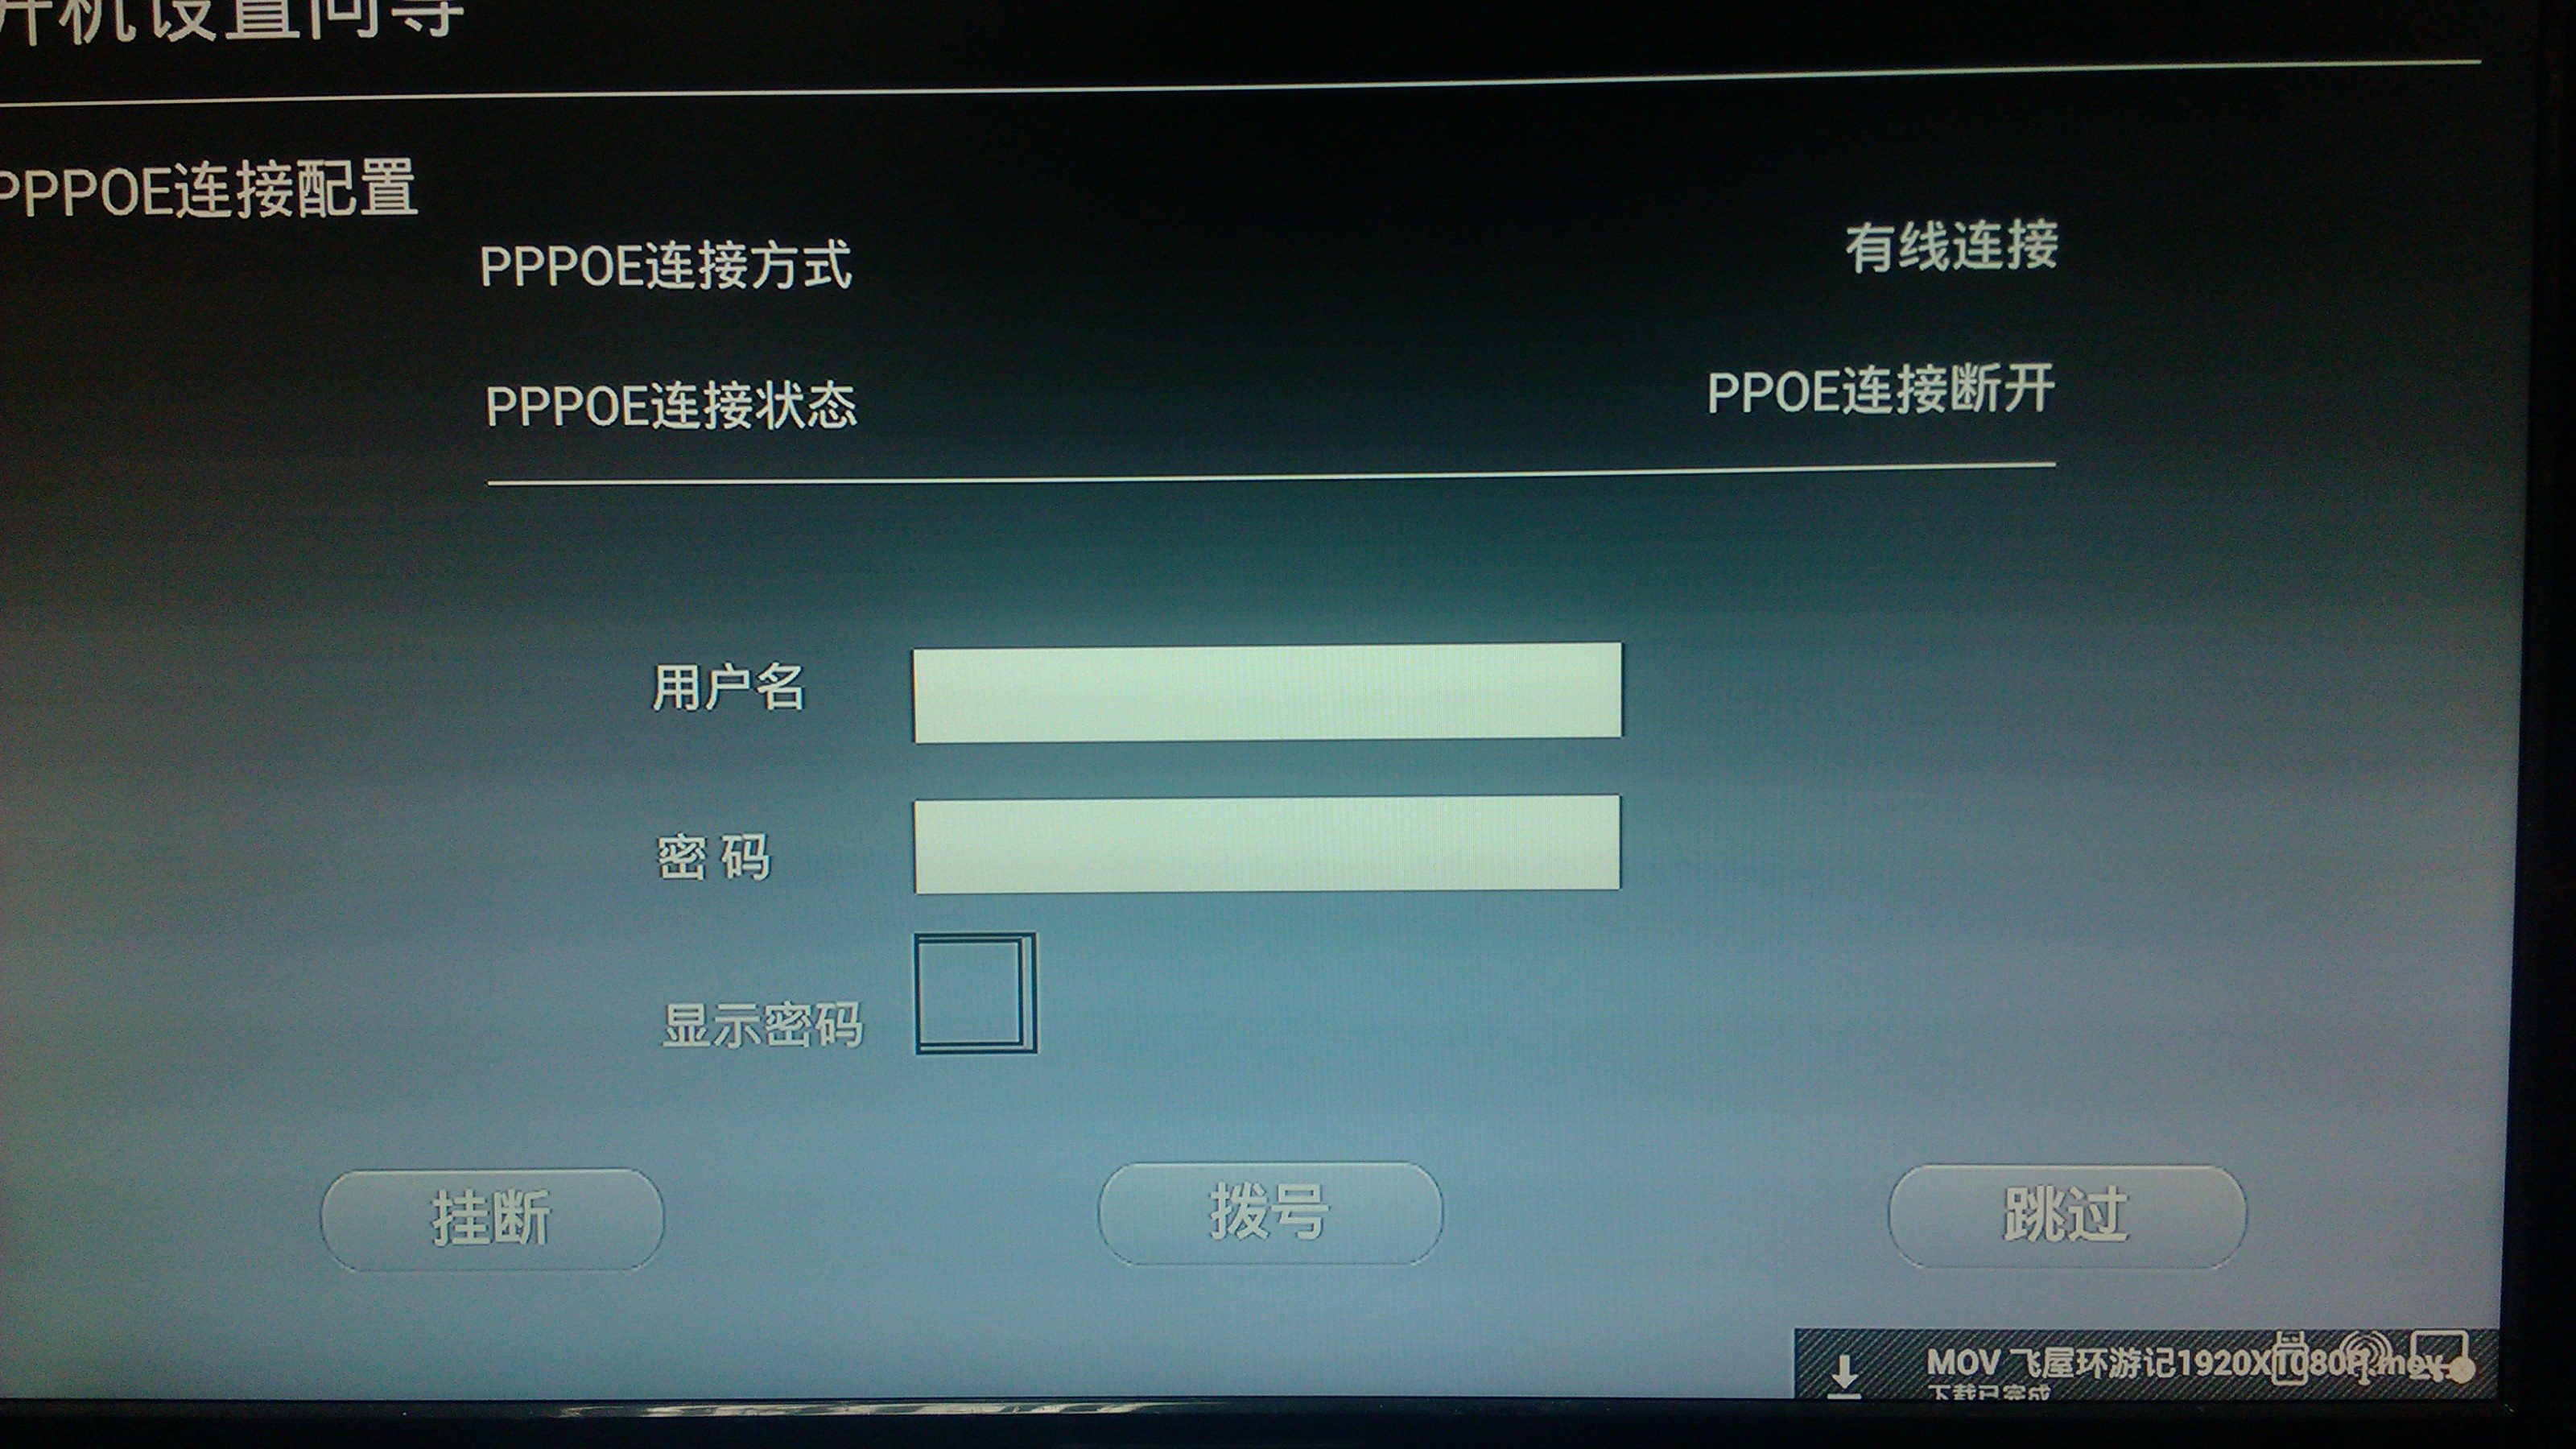 开机设置向导
PPPOE连接配置
PPPOE连接方式 有线连接
PPPOE连接状态 PPOE连接断开
用户名
密 码
显示密码
挂断 拨号 跳过
MOV 飞屋环游记1920X1080P.mov
下载已完成